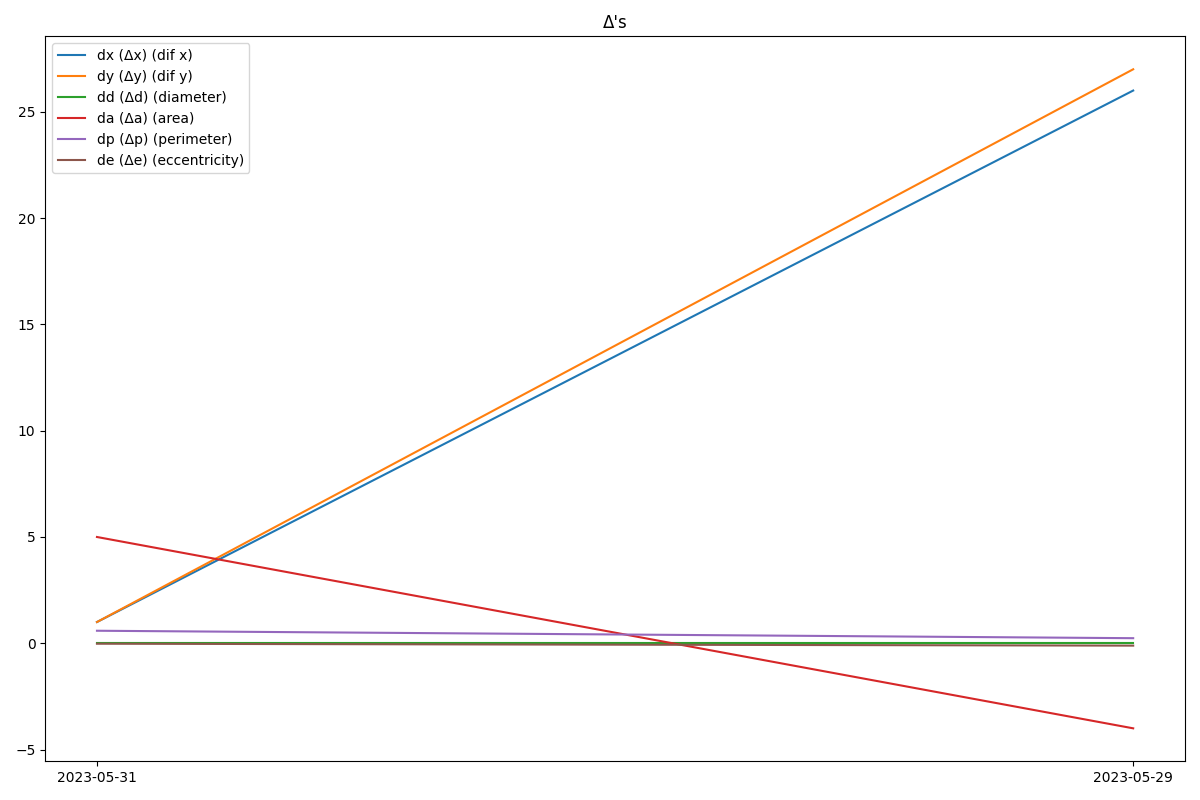 Δ's
dx (Δx) (dif x)
dy (Δy) (dif y)
dd (Δd) (diameter)
da (Δa) (area)
dp (Δp) (perimeter)
de (Δe) (eccentricity)
25
20
15
10
5
0
−5
2023-05-31
2023-05-29